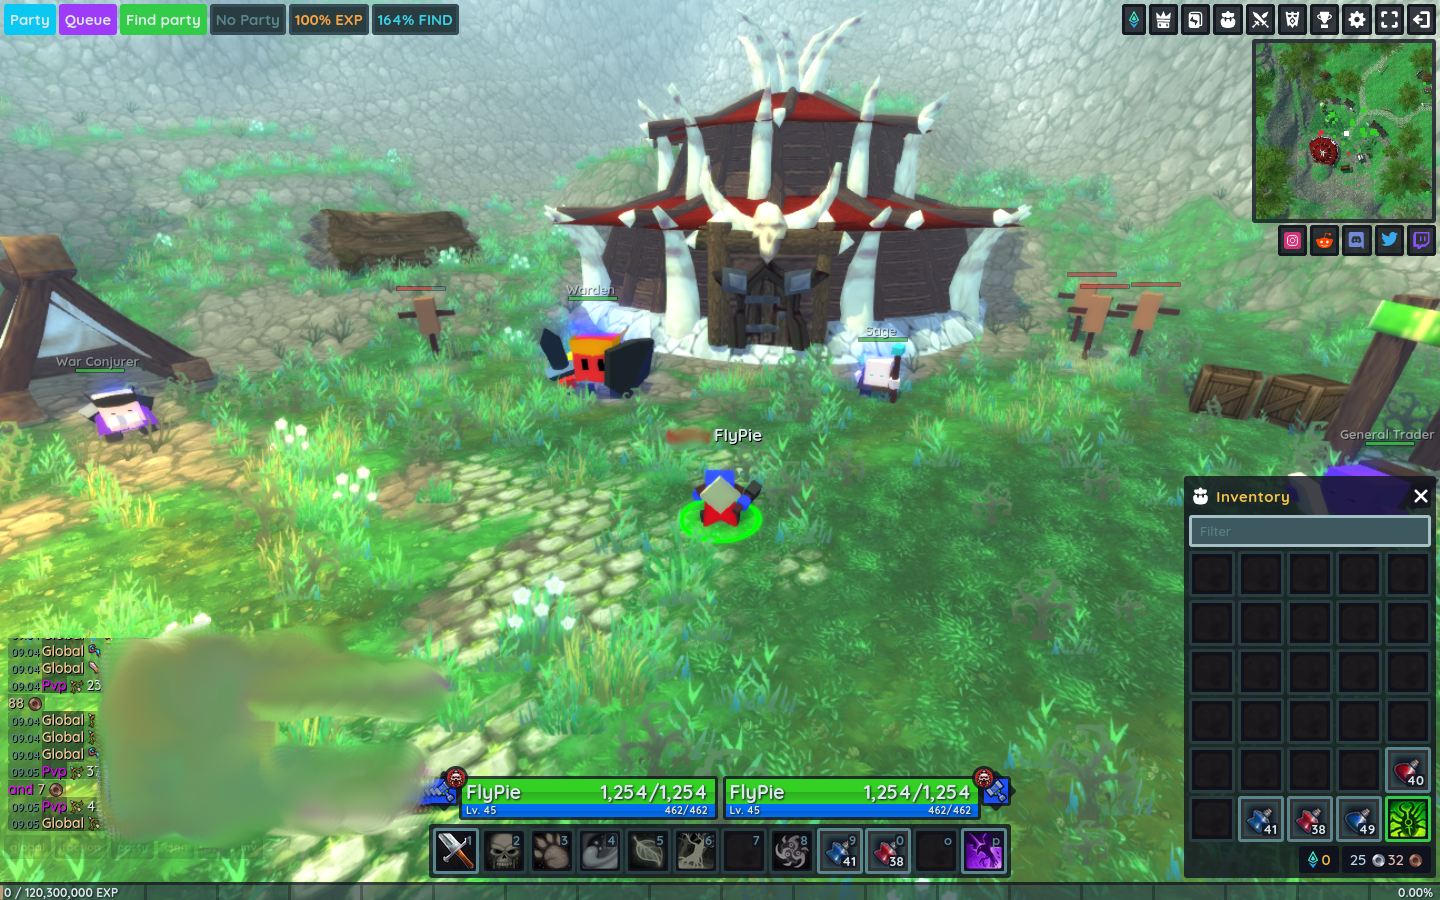 Party Queue Find party No Party 100% EXP 164% FIND
Warden
Sage
War Conjurer
General Trader
FlyPie
Inventory
Filter
09.04 Global
09.04 Global
09.04 Pvp 23
88
09.04 Global
09.04 Global
09.04 Global
09.05 Pvp 37
and 7
09.05 Pvp 4
09.05 Global
FlyPie 1,254/1,254
Lv. 45 462/462
FlyPie 1,254/1,254
Lv. 45 462/462
1 2 3 4 5 6 7 8 9 0 o p
41 38
40
41 38 49
0 25 32
0 / 120,300,000 EXP
0.00%